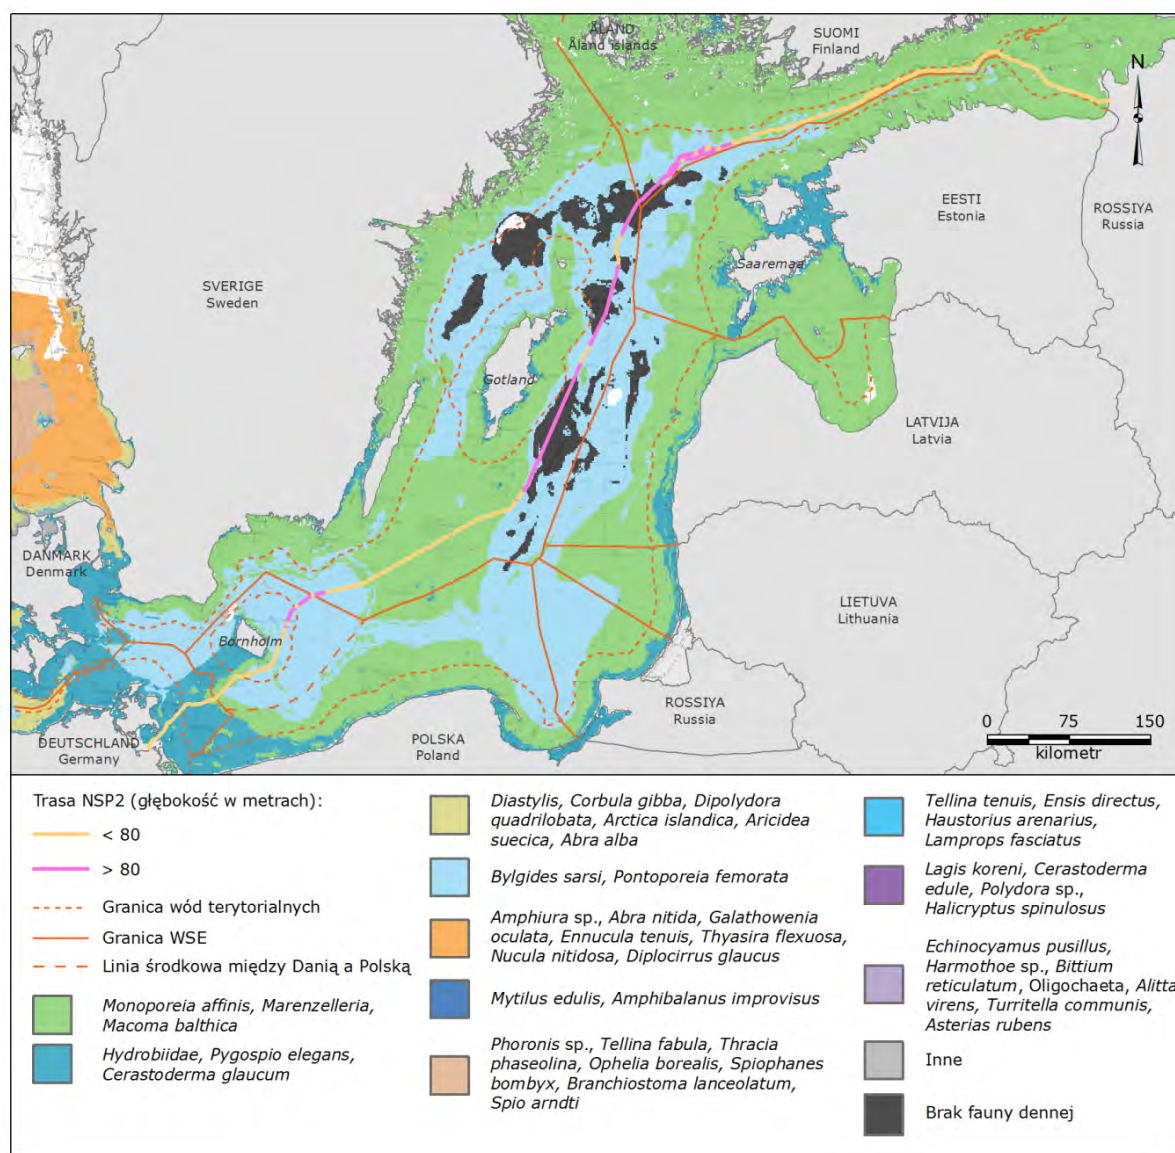 ÅLAND
Åland islands
SUOMI
Finland
N
EESTI
Estonia
ROSSIYA
Russia
SVERIGE
Sweden
Saaremaa
Gotland
LATVIJA
Latvia
DANMARK
Denmark
LIETUVA
Lithuania
Bornholm
ROSSIYA
Russia
DEUTSCHLAND
Germany
POLSKA
Poland
0 75 150
kilometr
Trasa NSP2 (głębokość w metrach):
< 80
> 80
Granica wód terytorialnych
Granica WSE
Linia środkowa między Danią a Polską
Monoporeia affinis, Marenzelleria,
Macoma balthica
Hydrobiidae, Pygospio elegans,
Cerastoderma glaucum
Diastylis, Corbula gibba, Dipolydora
quadrilobata, Arctica islandica, Aricidea
suecica, Abra alba
Bylgides sarsi, Pontoporeia femorata
Amphiura sp., Abra nitida, Galathowenia
oculata, Ennucula tenuis, Thyasira flexuosa,
Nucula nitidosa, Diplocirrus glaucus
Mytilus edulis, Amphibalanus improvisus
Phoronis sp., Tellina fabula, Thracia
phaseolina, Ophelia borealis, Spiophanes
bombyx, Branchiostoma lanceolatum,
Spio arndti
Tellina tenuis, Ensis directus,
Haustorius arenarius,
Lamprops fasciatus
Lagis koreni, Cerastoderma
edule, Polydora sp.,
Halicryptus spinulosus
Echinocyamus pusillus,
Harmothoe sp., Bittium
reticulatum, Oligochaeta, Alitta
virens, Turritella communis,
Asterias rubens
Inne
Brak fauny dennej